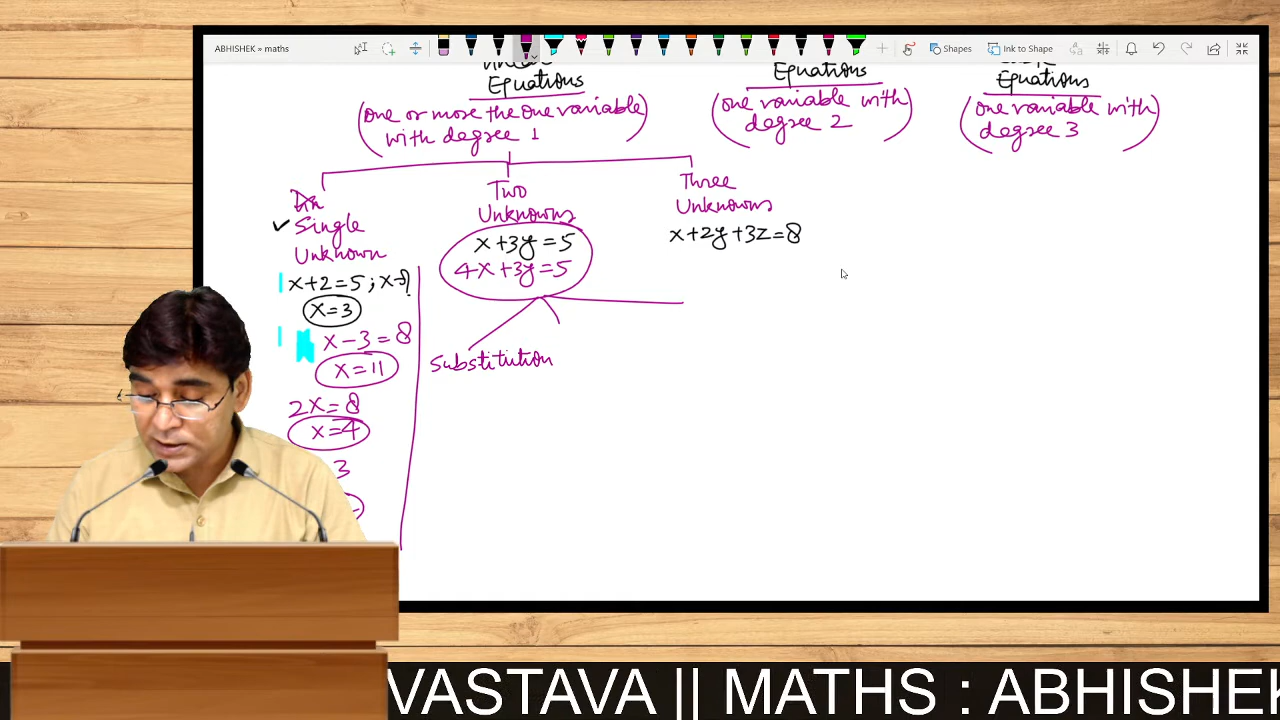 ABHISHEK » maths
Shapes
Ink to Shape
Equations
(one or more the one variable
with degree 1)
Equations
(one variable with
degree 2)
Equations
(one variable with
degree 3)
Single
Unknown
x+2=5; x=?
x=3
x-3=8
x=11
2x=8
x=4
3
Two
Unknowns
x+3y=5
4x+3y=5
Substitution
Three
Unknowns
x+2y+3z=8
VASTAVA || MATHS : ABHISHEK